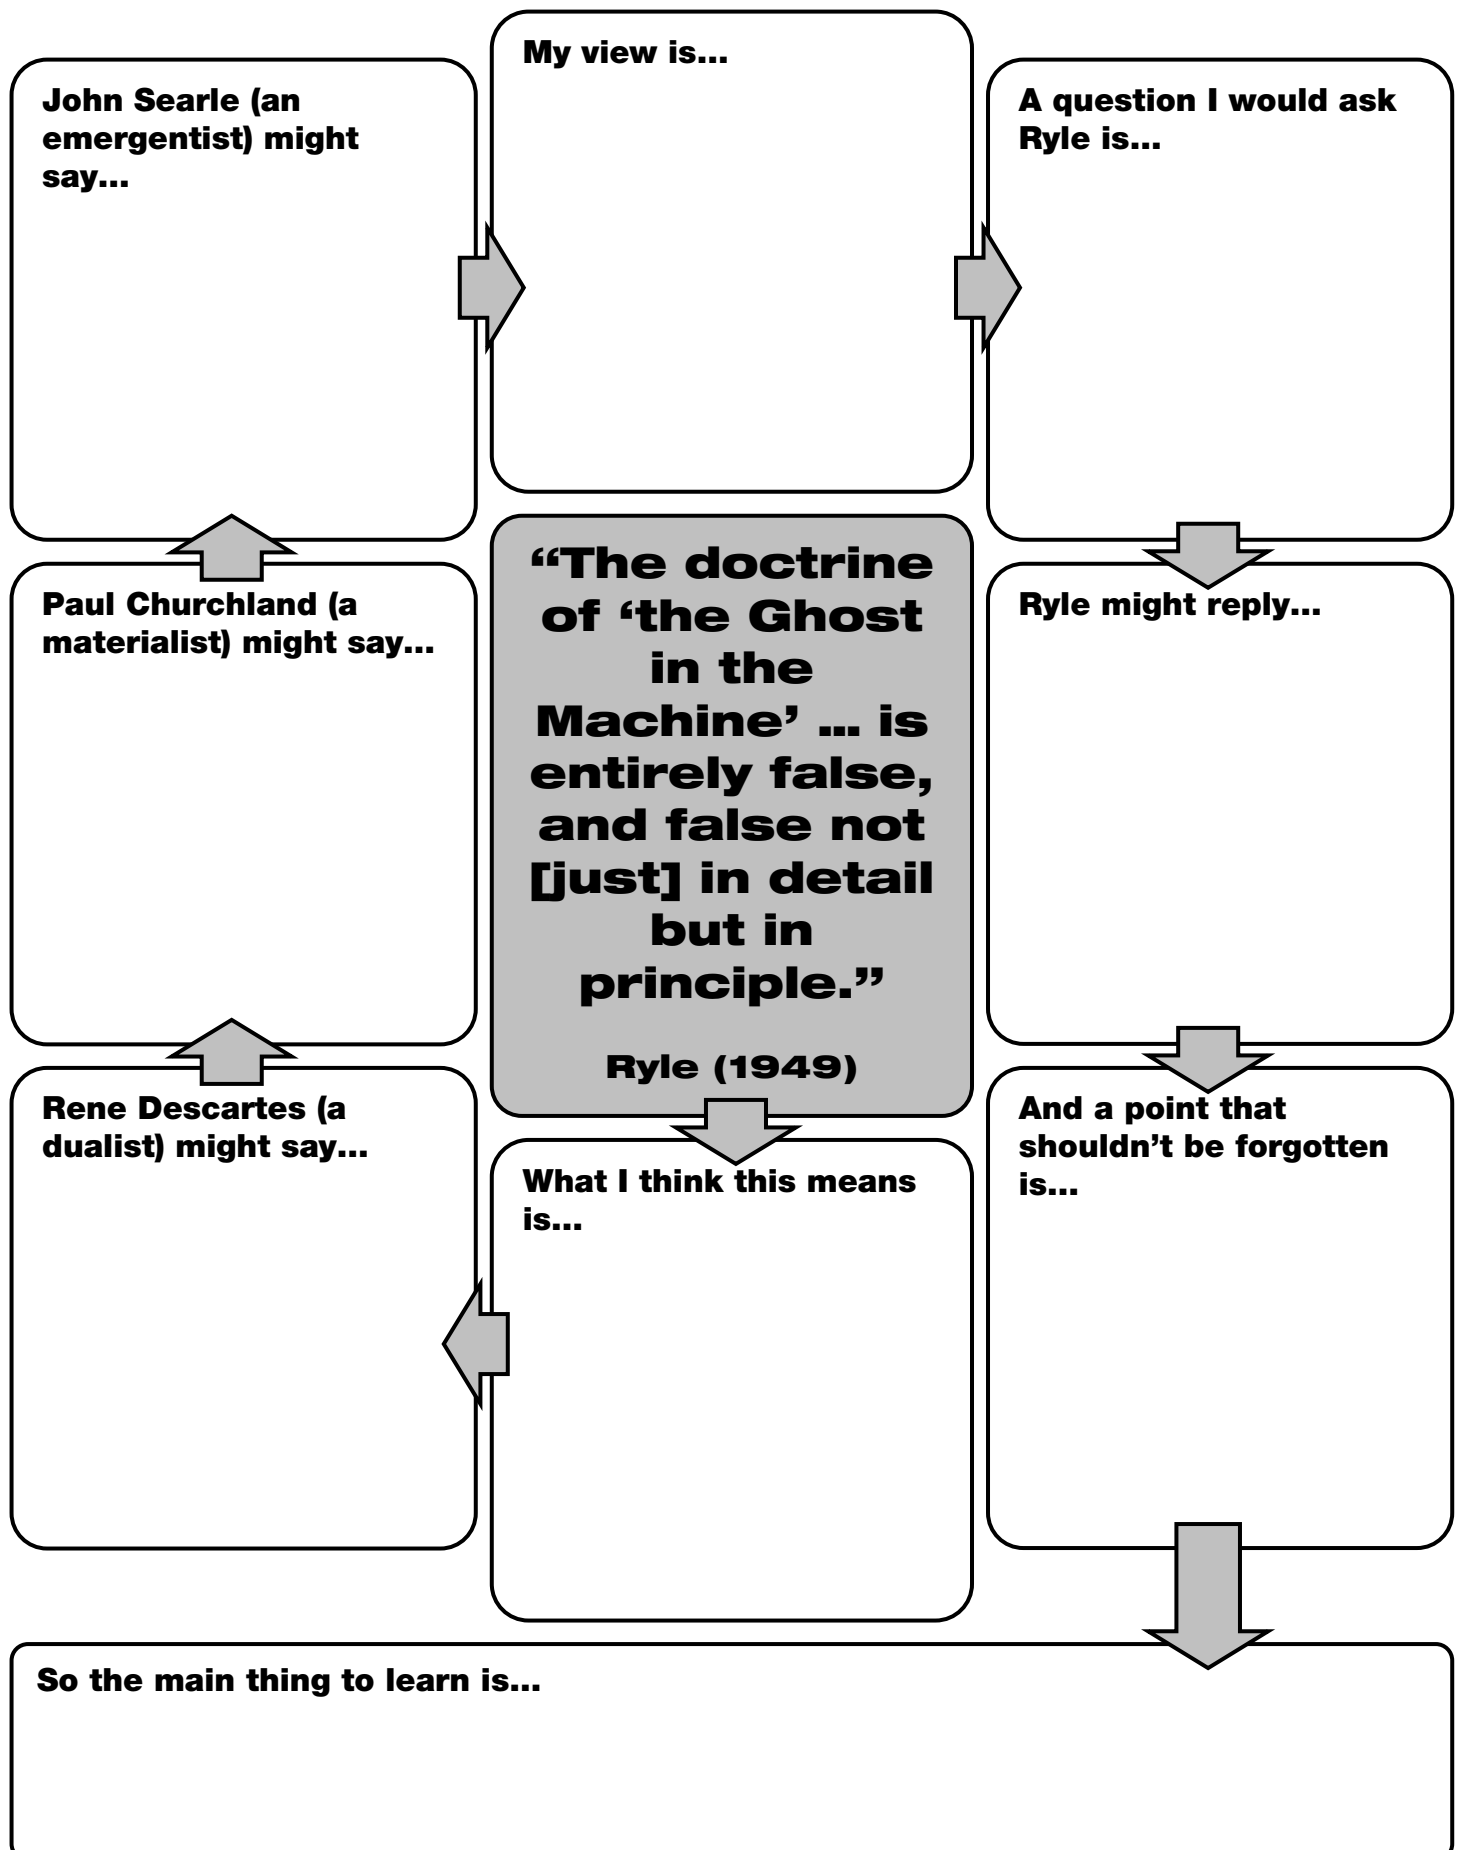 My view is...
John Searle (an
emergentist) might
say...
A question I would ask
Ryle is...
“The doctrine
of ‘the Ghost
in the
Machine’ ... is
entirely false,
and false not
[just] in detail
but in
principle.”
Ryle (1949)
Paul Churchland (a
materialist) might say...
Ryle might reply...
Rene Descartes (a
dualist) might say...
What I think this means
is...
And a point that
shouldn’t be forgotten
is...
So the main thing to learn is...